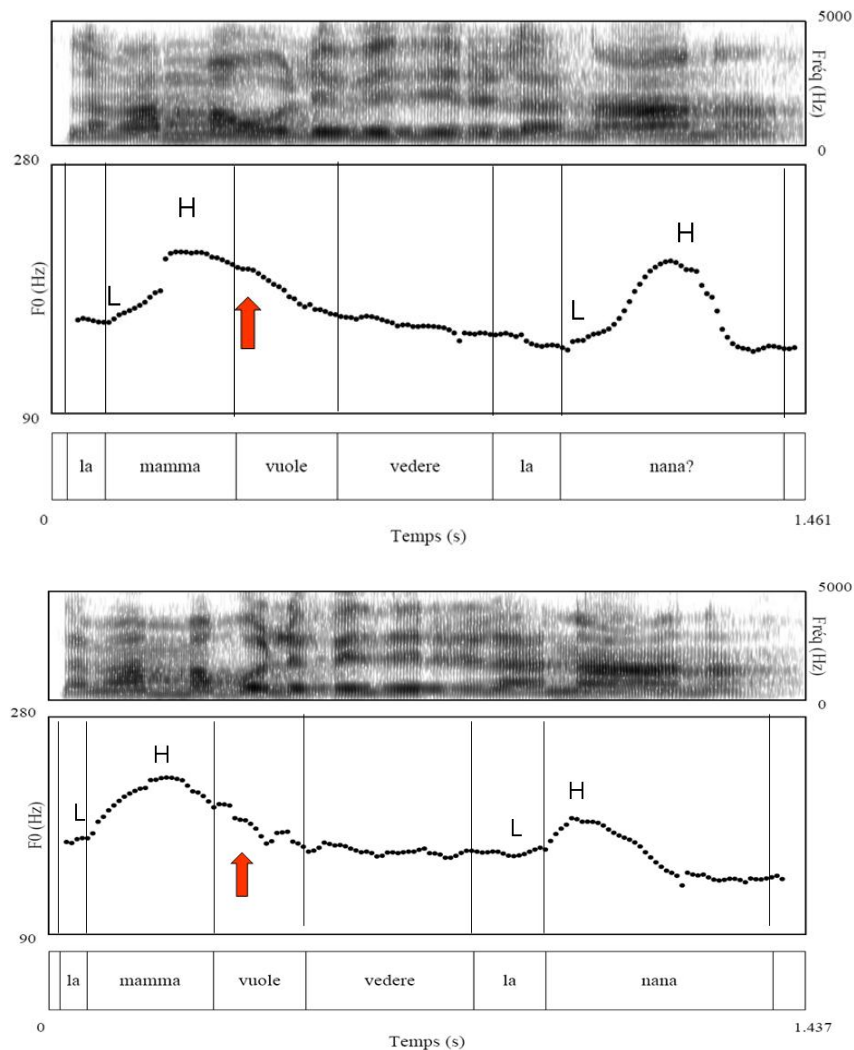 5000
Fréq (Hz)
0
280
F0 (Hz)
90
L
H
L
H
la mamma vuole vedere la nana?
0
1.461
Temps (s)
5000
Fréq (Hz)
0
280
F0 (Hz)
90
L
H
L
H
la mamma vuole vedere la nana
0
1.437
Temps (s)